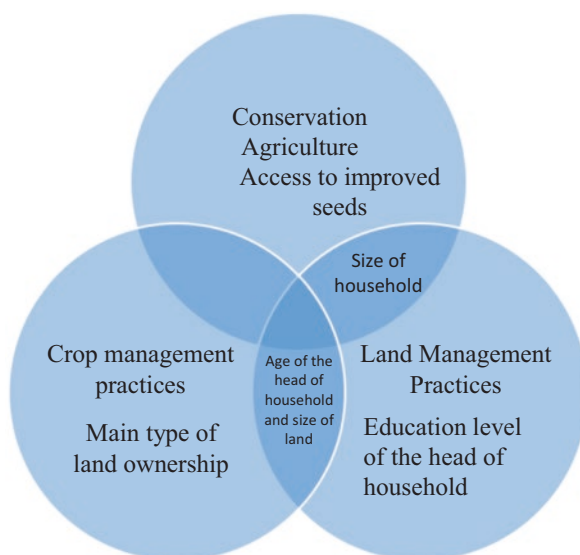 Conservation
Agriculture
Access to improved
seeds
Size of
household
Crop management
practices
Main type of
land ownership
Age of the
head of
household
and size of
land
Land Management
Practices
Education level
of the head of
household